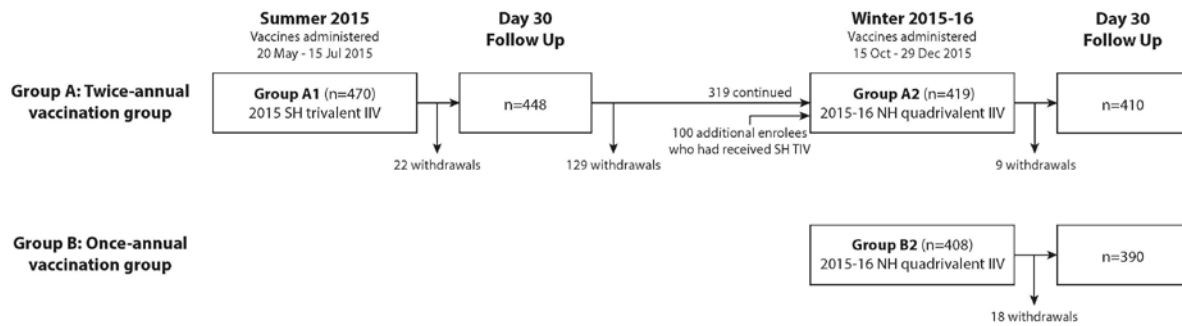 Summer 2015
Vaccines administered
20 May - 15 Jul 2015
Day 30
Follow Up
Winter 2015-16
Vaccines administered
15 Oct - 29 Dec 2015
Day 30
Follow Up
Group A: Twice-annual
vaccination group
Group A1 (n=470)
2015 SH trivalent IIV
n=448
319 continued
100 additional enrolees
who had received SH TIV
Group A2 (n=419)
2015-16 NH quadrivalent IIV
n=410
22 withdrawals
129 withdrawals
9 withdrawals
Group B: Once-annual
vaccination group
Group B2 (n=408)
2015-16 NH quadrivalent IIV
n=390
18 withdrawals